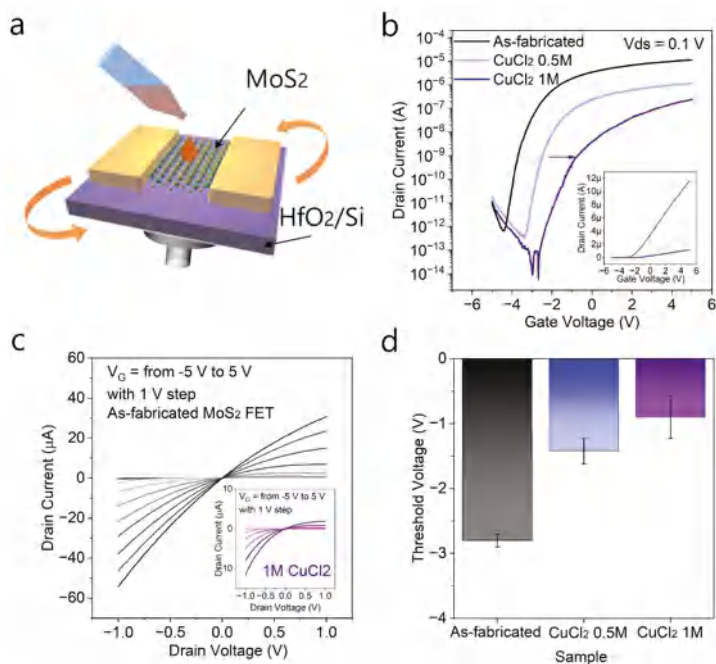 a
MoS2
HfO2/Si
b
As-fabricated
CuCl2 0.5M
CuCl2 1M
Vds = 0.1 V
Drain Current (A)
10⁻⁴
10⁻⁵
10⁻⁶
10⁻⁷
10⁻⁸
10⁻⁹
10⁻¹⁰
10⁻¹¹
10⁻¹²
10⁻¹³
10⁻¹⁴
-6 -4 -2 0 2 4 6
Gate Voltage (V)
Drain Current (A)
12μ
10μ
8μ
6μ
4μ
2μ
0
-6 -4 -2 0 2 4 6
Gate Voltage (V)
c
VG = from -5 V to 5 V
with 1 V step
As-fabricated MoS2 FET
Drain Current (μA)
60
40
20
0
-20
-40
-60
-1.0 -0.5 0.0 0.5 1.0
Drain Voltage (V)
VG = from -5 V to 5 V
with 1 V step
1M CuCl2
Drain Current (μA)
10
0
-10
-1.0 -0.5 0.0 0.5 1.0
Drain Voltage (V)
d
Threshold Voltage (V)
0
−1
−2
−3
−4
As-fabricated CuCl2 0.5M CuCl2 1M
Sample